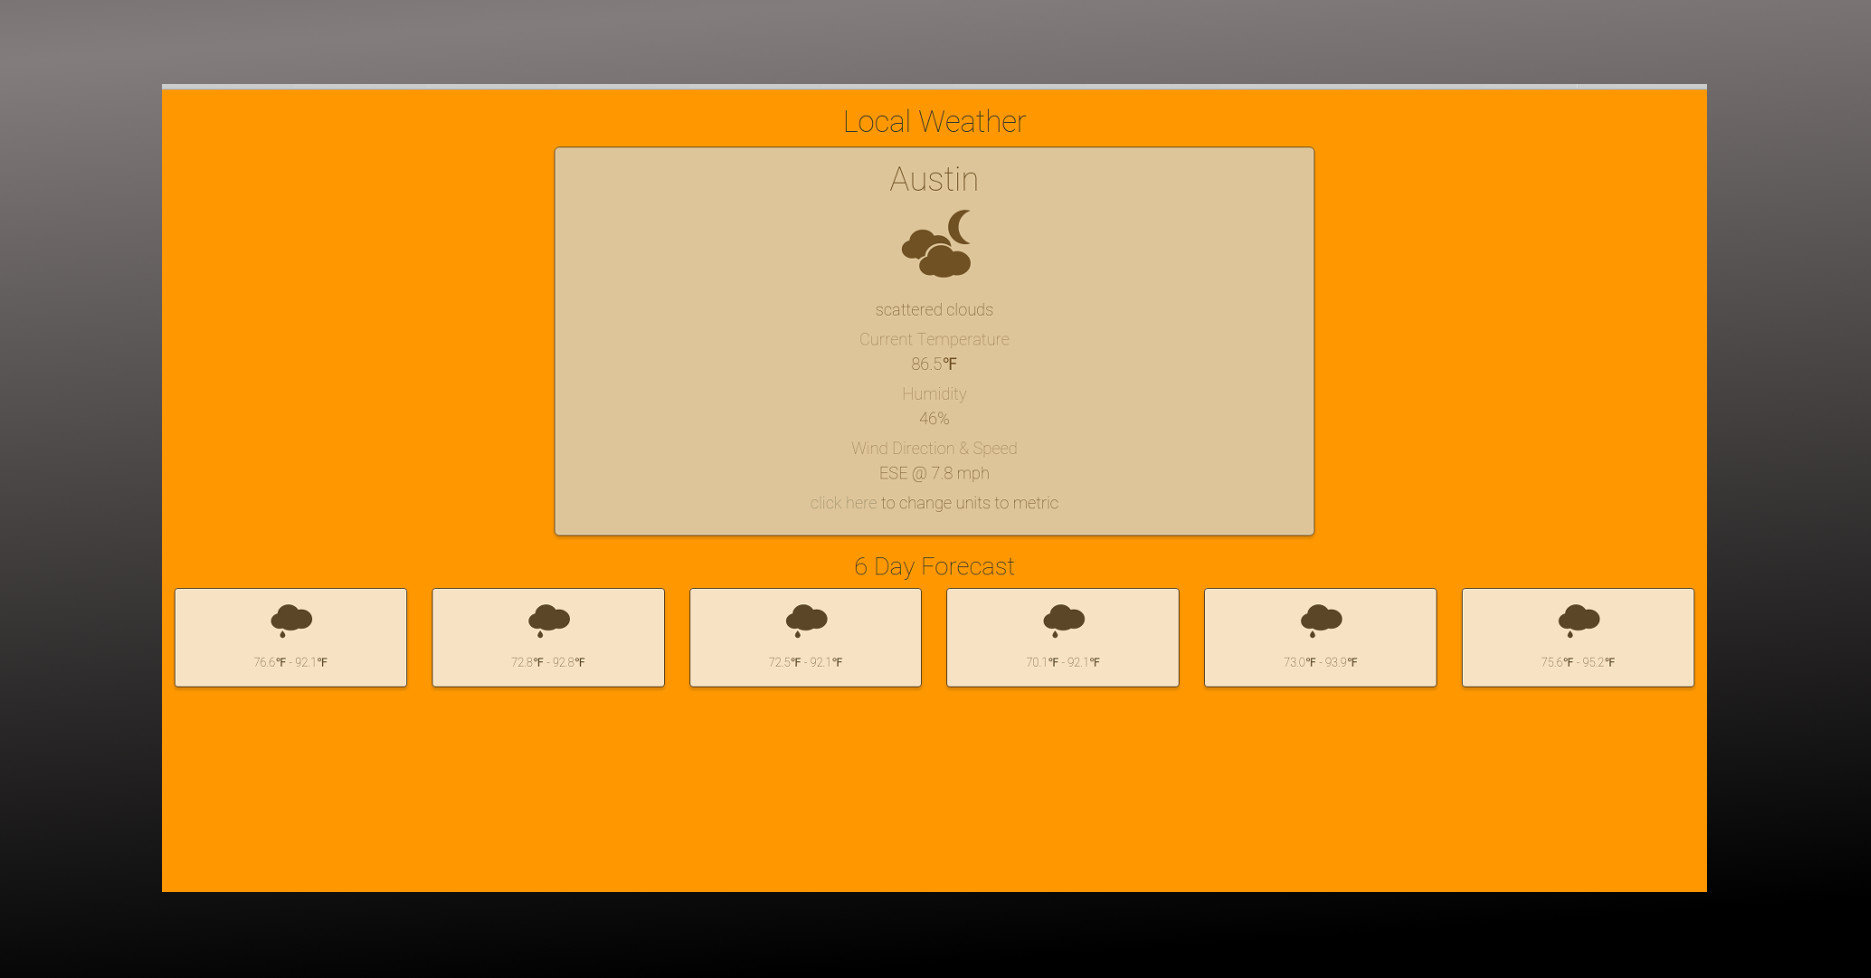 Local Weather
Austin
scattered clouds
Current Temperature
86.5°F
Humidity
46%
Wind Direction & Speed
ESE @ 7.8 mph
click here to change units to metric
6 Day Forecast
76.6°F - 92.1°F
72.8°F - 92.8°F
72.5°F - 92.1°F
70.1°F - 92.1°F
73.0°F - 93.9°F
75.6°F - 95.2°F